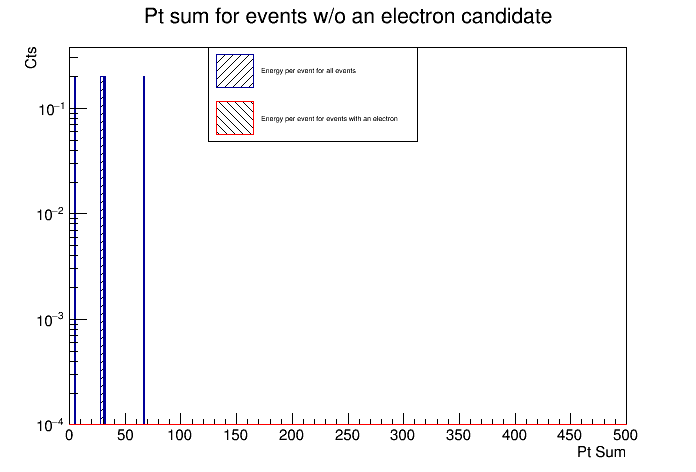 Pt sum for events w/o an electron candidate
Cts
Energy per event for all events
Energy per event for events with an electron
10⁻¹
10⁻²
10⁻³
10⁻⁴
0 50 100 150 200 250 300 350 400 450 500
Pt Sum